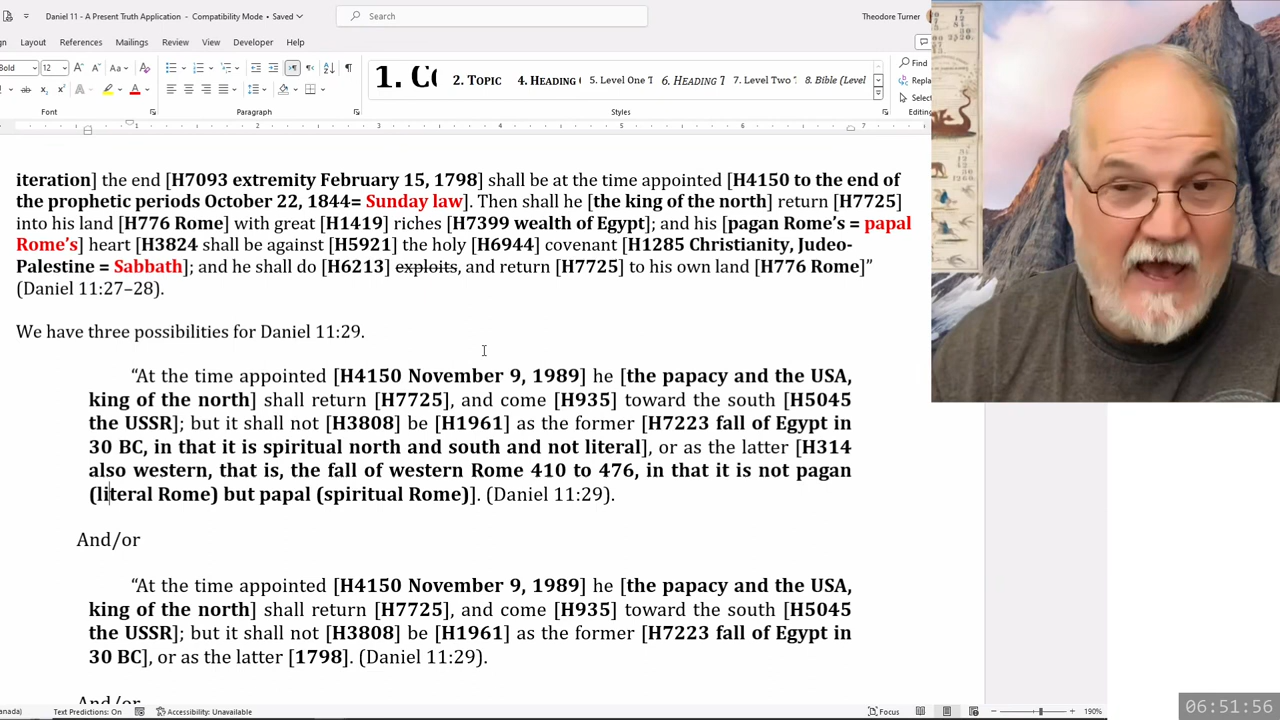 Daniel 11 - A Present Truth Application - Compatibility Mode • Saved
Search
Theodore Turner
Layout References Mailings Review View Developer Help
Bold 12 Aa
1. Co 2. Topic 4. Heading 5. Level One 6. Heading 7. Level Two 8. Bible (Level
Find
Replace
Select
Font Paragraph Styles
1 2 3 4 5 6 7
iteration] the end [H7093 extremity February 15, 1798] shall be at the time appointed [H4150 to the end of
the prophetic periods October 22, 1844= Sunday law]. Then shall he [the king of the north] return [H7725]
into his land [H776 Rome] with great [H1419] riches [H7399 wealth of Egypt]; and his [pagan Rome’s = papal
Rome’s] heart [H3824 shall be against [H5921] the holy [H6944] covenant [H1285 Christianity, Judeo-
Palestine = Sabbath]; and he shall do [H6213] exploits, and return [H7725] to his own land [H776 Rome]”
(Daniel 11:27–28).
We have three possibilities for Daniel 11:29.
“At the time appointed [H4150 November 9, 1989] he [the papacy and the USA,
king of the north] shall return [H7725], and come [H935] toward the south [H5045
the USSR]; but it shall not [H3808] be [H1961] as the former [H7223 fall of Egypt in
30 BC, in that it is spiritual north and south and not literal], or as the latter [H314
also western, that is, the fall of western Rome 410 to 476, in that it is not pagan
(literal Rome) but papal (spiritual Rome)]. (Daniel 11:29).
And/or
“At the time appointed [H4150 November 9, 1989] he [the papacy and the USA,
king of the north] shall return [H7725], and come [H935] toward the south [H5045
the USSR]; but it shall not [H3808] be [H1961] as the former [H7223 fall of Egypt in
30 BC], or as the latter [1798]. (Daniel 11:29).
And/or
Text Predictions: On Accessibility: Unavailable Focus 190%
06:51:56